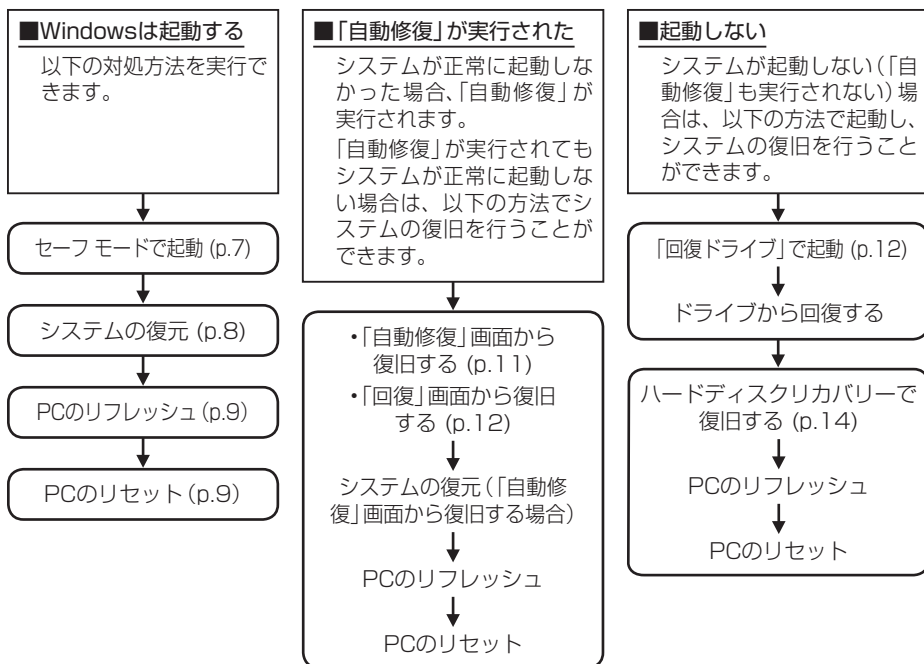 ■Windowsは起動する
以下の対処方法を実行で
きます。
セーフ モードで起動 (p.7)
システムの復元 (p.8)
PCのリフレッシュ (p.9)
PCのリセット (p.9)
■「自動修復」が実行された
システムが正常に起動しな
かった場合、「自動修復」が
実行されます。
「自動修復」が実行されても
システムが正常に起動しな
い場合は、以下の方法でシ
ステムの復旧を行うことが
できます。
・「自動修復」画面から
復旧する (p.11)
・「回復」画面から復旧
する (p.12)
システムの復元(「自動修
復」画面から復旧する場合)
PCのリフレッシュ
PCのリセット
■起動しない
システムが起動しない(「自
動修復」も実行されない)場
合は、以下の方法で起動し、
システムの復旧を行うこと
ができます。
「回復ドライブ」で起動 (p.12)
ドライブから回復する
ハードディスクリカバリーで
復旧する (p.14)
PCのリフレッシュ
PCのリセット